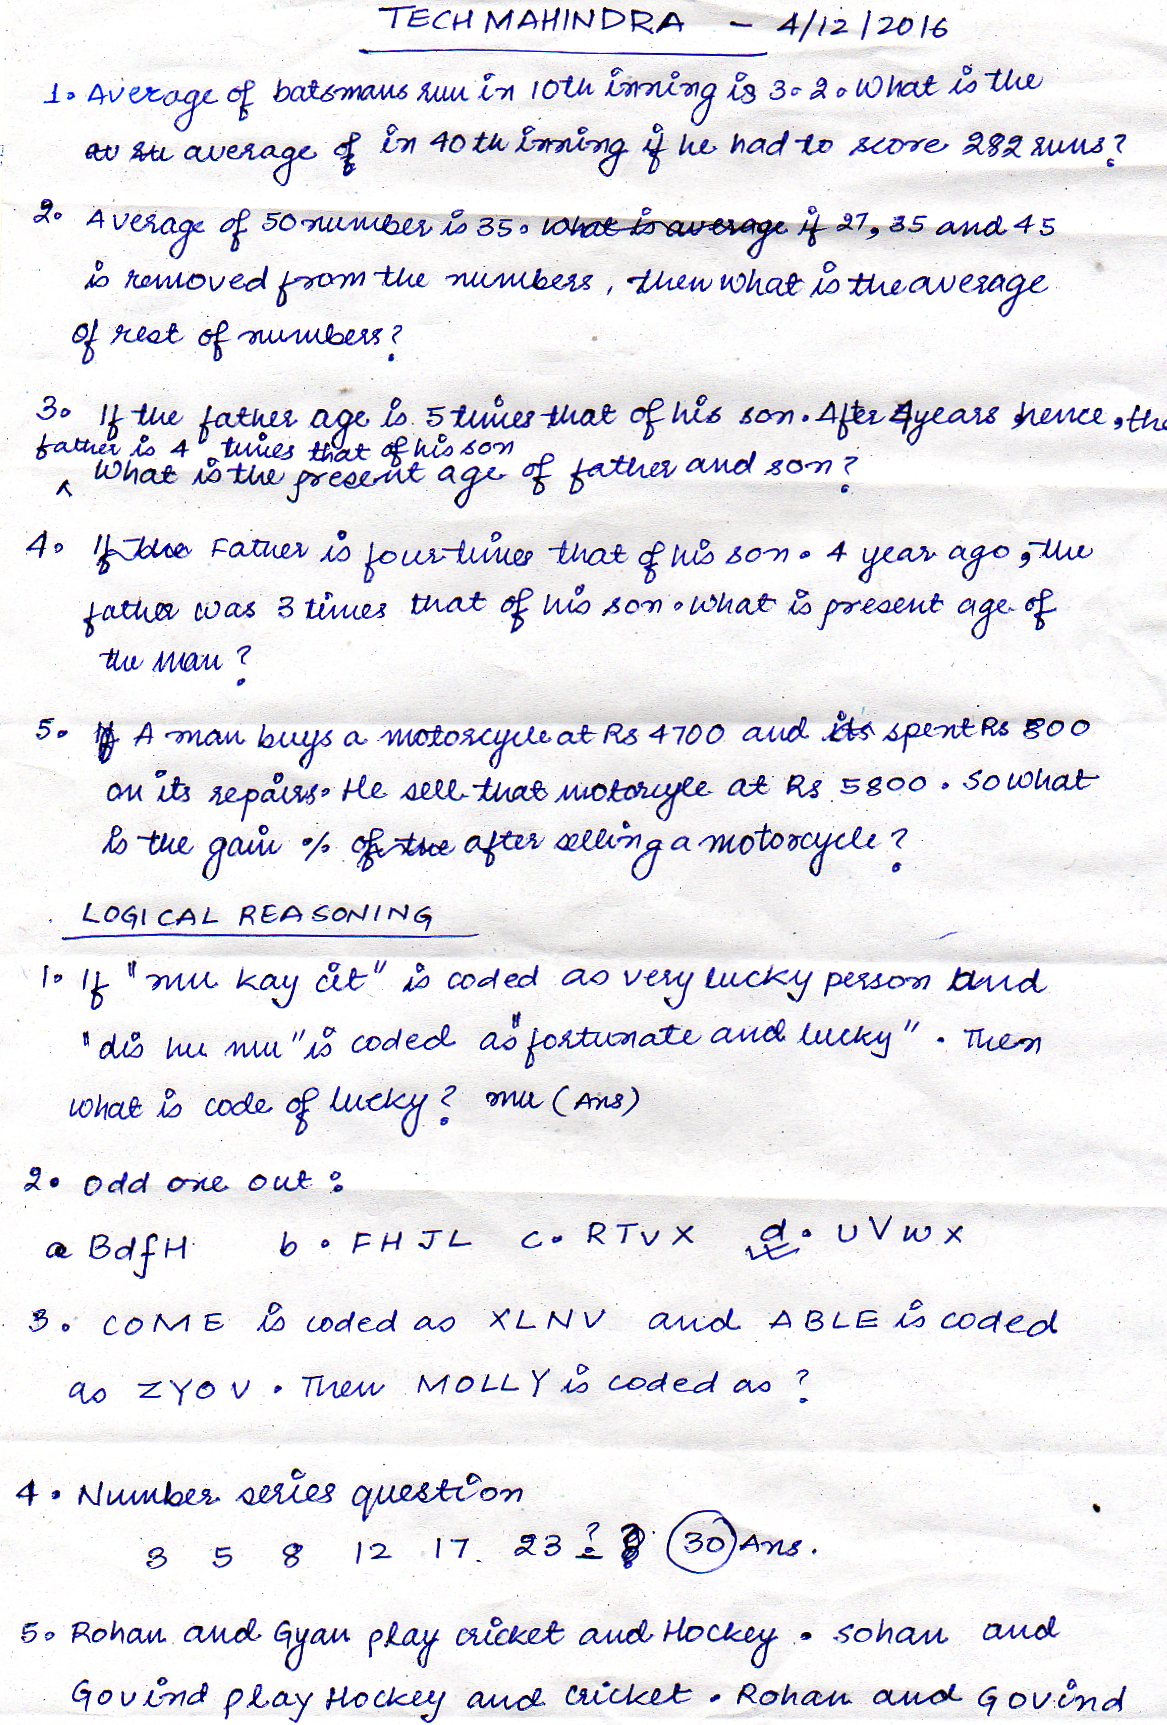 TECH MAHINDRA - 4/12/2016
1. Average of batsmans run in 10th inning is 3.2. What is the
average of in 40th inning if he had to score 282 runs?
2. Average of 50 number is 35. What is average if 27, 35 and 45
is removed from the numbers, then what is the average
of rest of numbers?
3. If the father age is 5 times that of his son. After 4 years hence, the
father is 4 times that of his son
What is the present age of father and son?
4. If the Father is four times that of his son. 4 year ago, the
father was 3 times that of his son. What is present age of
the man?
5. If A man buys a motorcycle at Rs 4700 and its spent Rs 800
on its repairs. He sell that motorcyle at Rs 5800. So what
is the gain % of the after selling a motorcycle?
LOGICAL REASONING
1. If "mu kay cit" is coded as very lucky person and
"dis hu mu" is coded as "fortunate and lucky". Then
what is code of lucky? mu (Ans)
2. Odd one out:
a BdfH b. FHJL c. RTVX d. UVWX
3. COME is coded as XLNV and ABLE is coded
as ZYOV. Then MOLLY is coded as?
4. Number series question
3 5 8 12 17. 23 ? 30 Ans.
5. Rohan and Gyan play cricket and Hockey. Sohan and
Govind play Hockey and cricket. Rohan and Govind